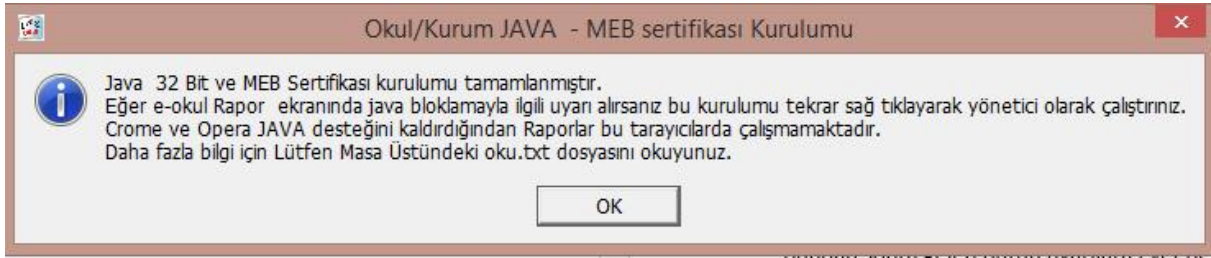 Okul/Kurum JAVA - MEB sertifikası Kurulumu
Java 32 Bit ve MEB Sertifikası kurulumu tamamlanmıştır.
Eğer e-okul Rapor ekranında java bloklamayla ilgili uyarı alırsanız bu kurulumu tekrar sağ tıklayarak yönetici olarak çalıştırınız.
Crome ve Opera JAVA desteğini kaldırdığından Raporlar bu tarayıcılarda çalışmamaktadır.
Daha fazla bilgi için Lütfen Masa Üstündeki oku.txt dosyasını okuyunuz.
OK